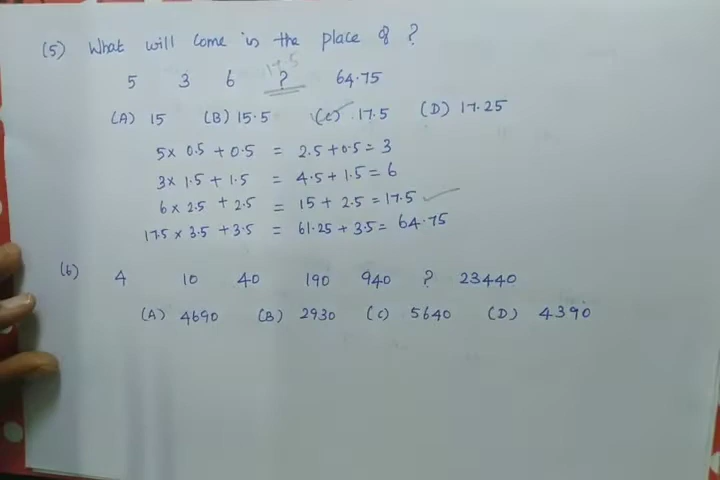 (5) What will come in the place of ?
17.5
5 3 6 ? 64.75
(A) 15 (B) 15.5 (C) 17.5 (D) 17.25
5 × 0.5 + 0.5 = 2.5 + 0.5 = 3
3 × 1.5 + 1.5 = 4.5 + 1.5 = 6
6 × 2.5 + 2.5 = 15 + 2.5 = 17.5
17.5 × 3.5 + 3.5 = 61.25 + 3.5 = 64.75
(6) 4 10 40 190 940 ? 23440
(A) 4690 (B) 2930 (C) 5640 (D) 4390